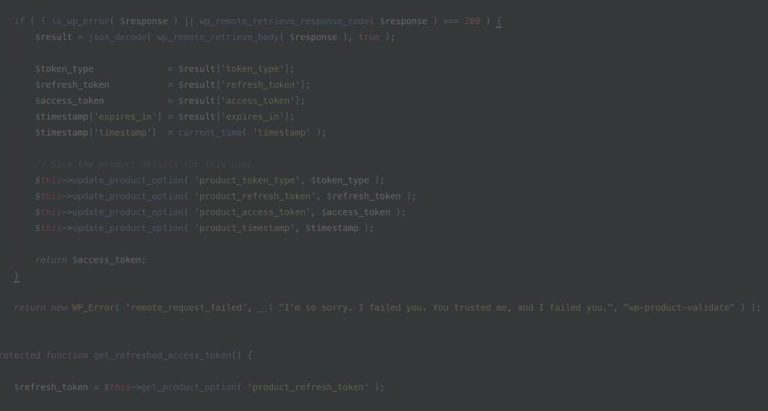 if ( ! is_wp_error( $response ) || wp_remote_retrieve_response_code( $response ) === 200 ) {
$result = json_decode( wp_remote_retrieve_body( $response ), true );
$token_type = $result['token_type'];
$refresh_token = $result['refresh_token'];
$access_token = $result['access_token'];
$timestamp['expires_in'] = $result['expires_in'];
$timestamp['timestamp'] = current_time( 'timestamp' );
// Save the product details for this user
$this->update_product_option( 'product_token_type', $token_type );
$this->update_product_option( 'product_refresh_token', $refresh_token );
$this->update_product_option( 'product_access_token', $access_token );
$this->update_product_option( 'product_timestamp', $timestamp );
return $access_token;
}
return new WP_Error( 'remote_request_failed', __( "I'm so sorry. I failed you. You trusted me, and I failed you.", "wp-product-validate" ) );
rotected function get_refreshed_access_token() {
$refresh_token = $this->get_product_option( 'product_refresh_token' );